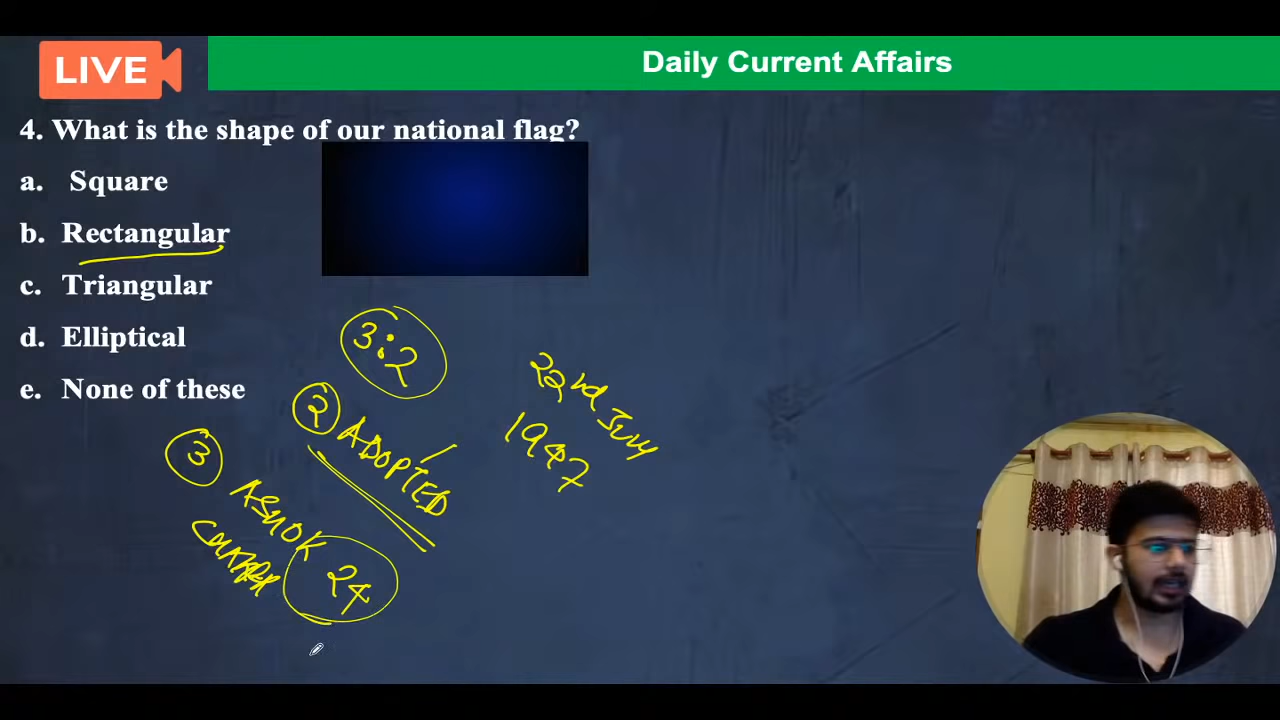 LIVE
Daily Current Affairs
4. What is the shape of our national flag?
a. Square
b. Rectangular
c. Triangular
d. Elliptical
e. None of these
3:2
2 ADOPTED
22nd July
1947
3
ASHOK
24